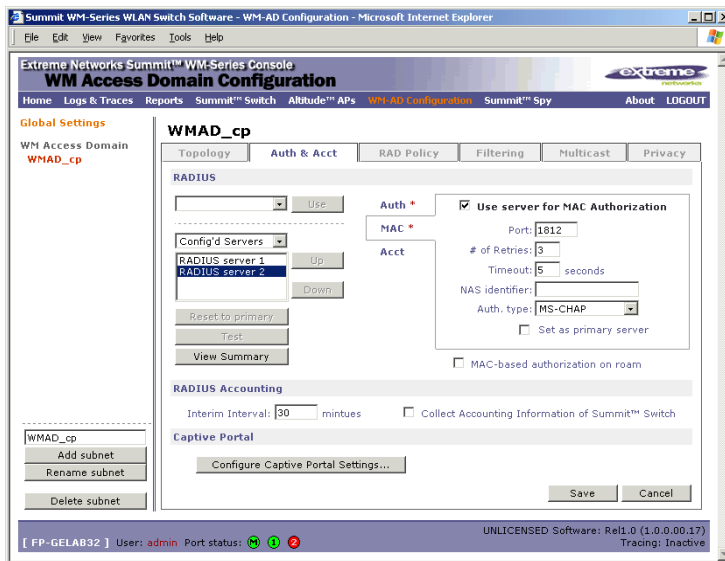 Summit WM-Series WLAN Switch Software - WM-AD Configuration - Microsoft Internet Explorer
File Edit View Favorites Tools Help
Extreme Networks Summit™ WM-Series Console
WM Access Domain Configuration
extreme networks
Home Logs & Traces Reports Summit™ Switch Altitude™ APs WM-AD Configuration Summit™ Spy About LOGOUT
Global Settings
WM Access Domain
WMAD_cp
WMAD_cp
Topology Auth & Acct RAD Policy Filtering Multicast Privacy
RADIUS
Use
Config'd Servers
RADIUS server 1
RADIUS server 2
Up
Down
Reset to primary
Test
View Summary
Auth *
MAC *
Acct
Use server for MAC Authorization
Port: 1812
# of Retries: 3
Timeout: 5 seconds
NAS identifier:
Auth. type: MS-CHAP
Set as primary server
MAC-based authorization on roam
RADIUS Accounting
Interim Interval: 30 mintues
Collect Accounting Information of Summit™ Switch
Captive Portal
Configure Captive Portal Settings...
WMAD_cp
Add subnet
Rename subnet
Delete subnet
Save Cancel
[ FP-GELAB32 ] User: admin Port status: M 1 2
UNLICENSED Software: Rel1.0 (1.0.0.00.17)
Tracing: Inactive